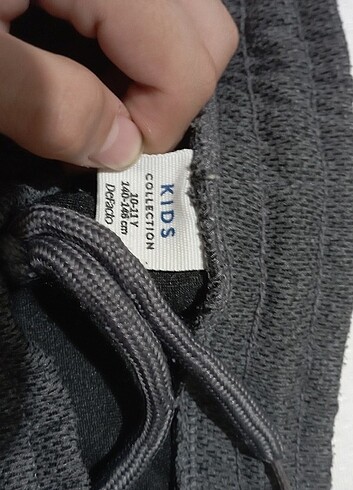 KIDS
COLLECTION
10-11 Y
140-146 cm
DeFacto